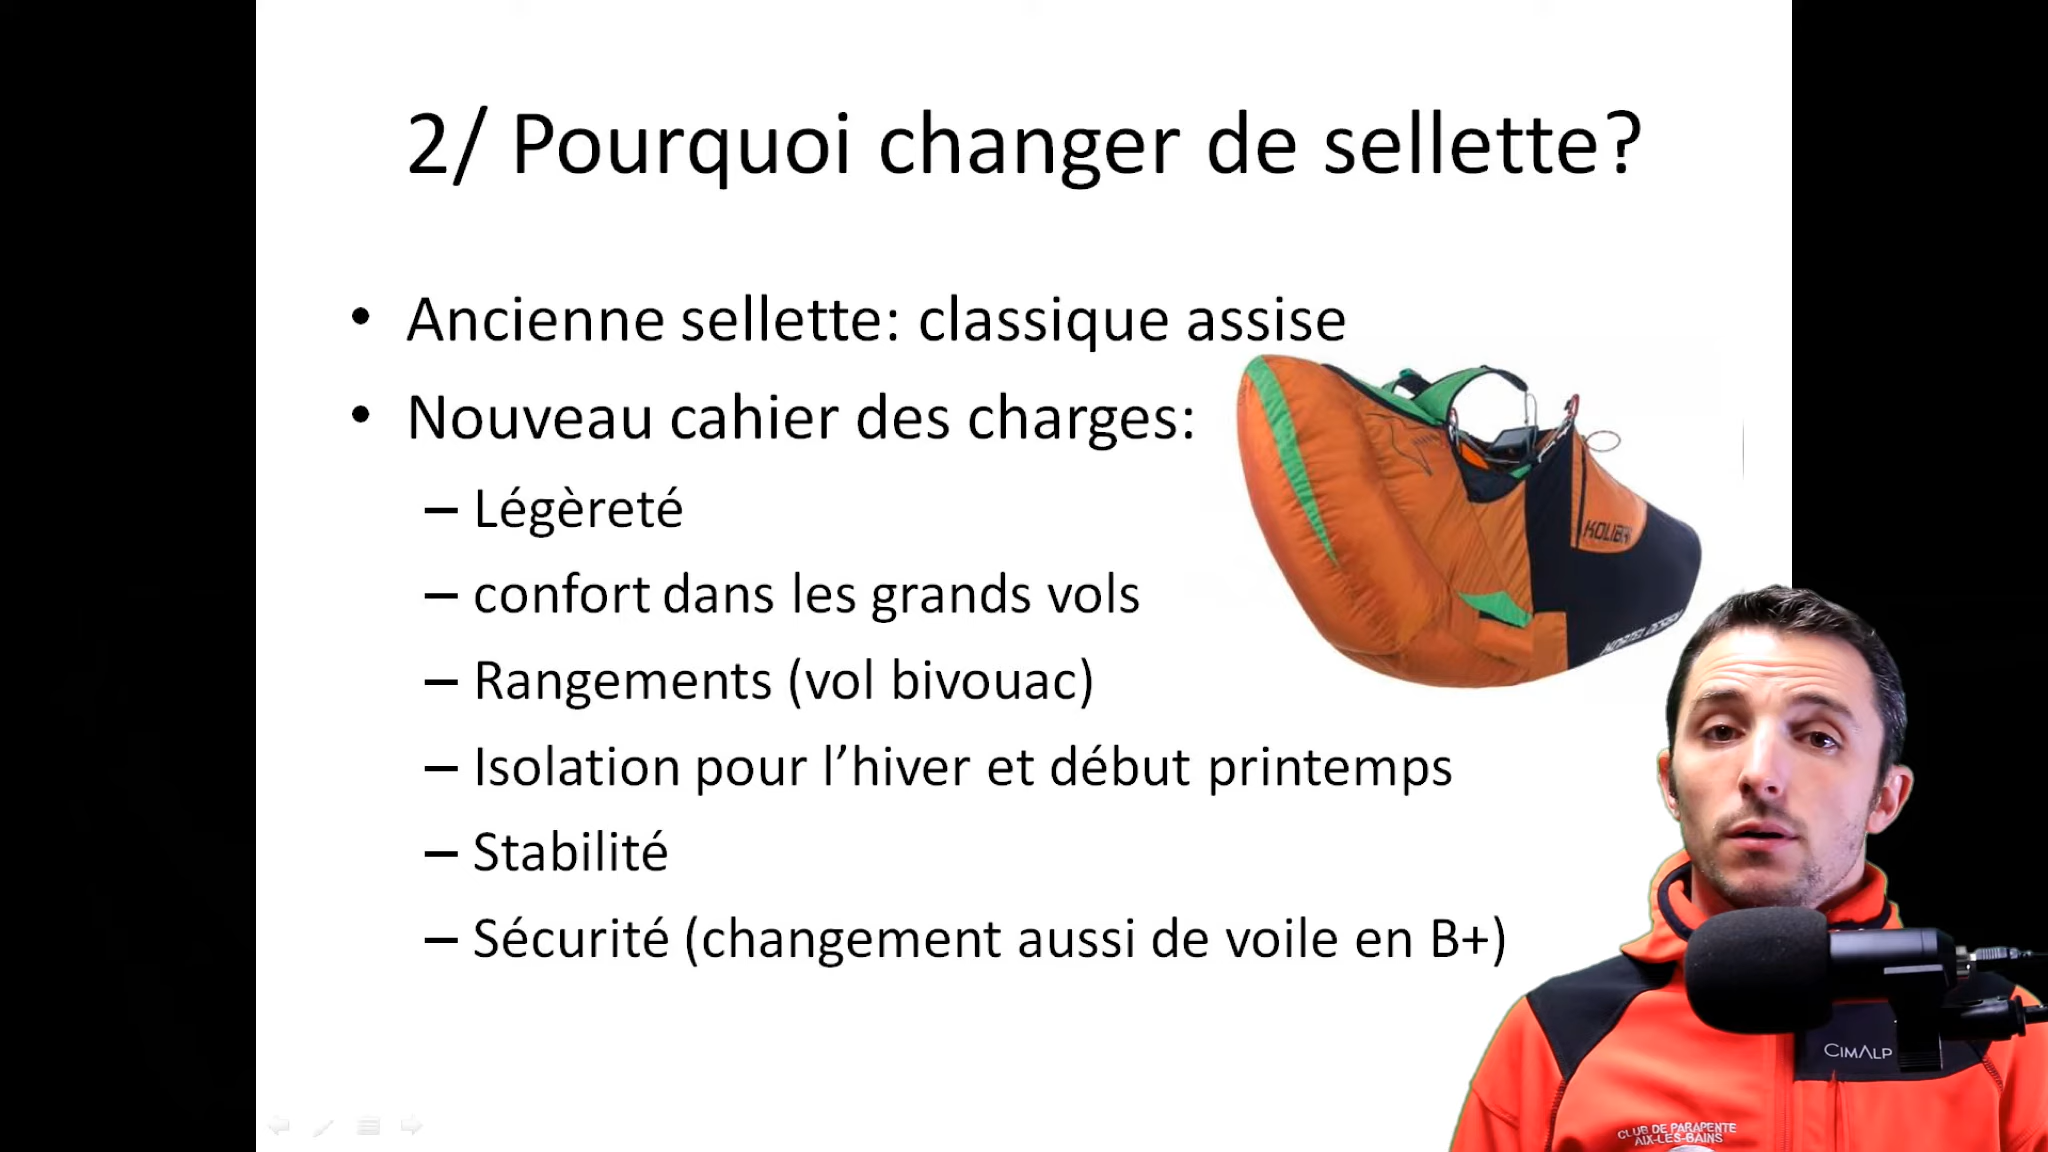 2/ Pourquoi changer de sellette?
• Ancienne sellette: classique assise
• Nouveau cahier des charges:
– Légèreté
– confort dans les grands vols
– Rangements (vol bivouac)
– Isolation pour l’hiver et début printemps
– Stabilité
– Sécurité (changement aussi de voile en B+)
KOLIBRI
KORTEL DESIGN
CIMALP
CLUB DE PARAPENTE
AIX-LES-BAINS